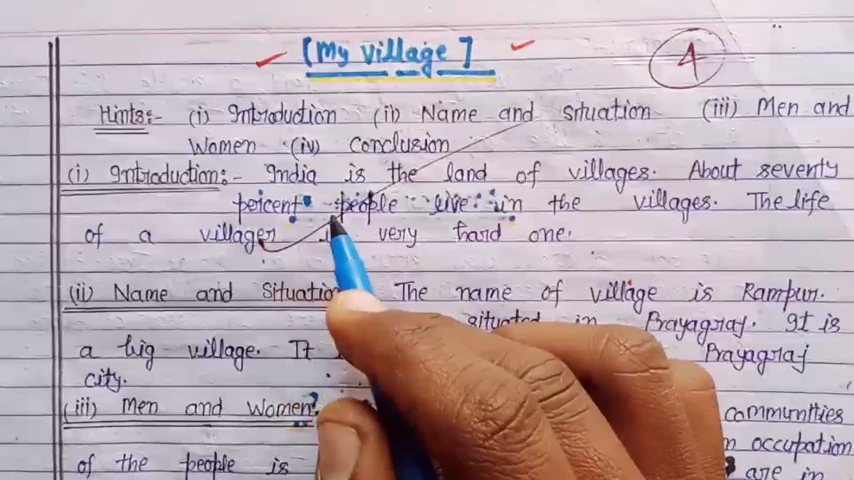 [My Village]
4
Hints:- (i) Introduction (ii) Name and situation (iii) Men and
Women (iv) Conclusion
(i) Introduction:- India is the land of villages. About seventy
percent people live in the villages. The life
of a villager is very hard one.
(ii) Name and Situation The name of village is Rampur.
situated in Prayagraj. It is
a big village. It Prayagraj
city.
(iii) Men and Women communities
occupation
of the people is are in